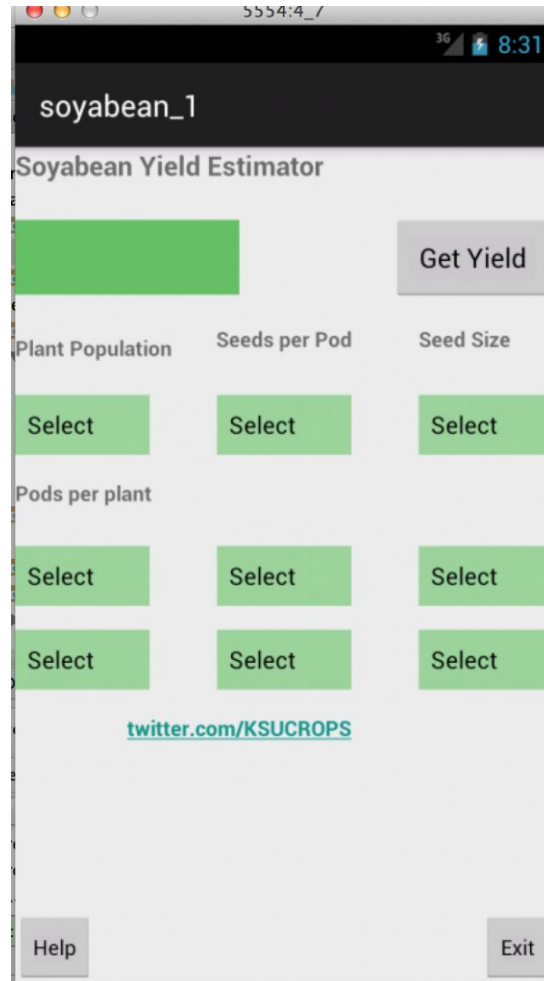 5554:4_7
3G 8:31
soyabean_1
Soyabean Yield Estimator
Get Yield
Plant Population Seeds per Pod Seed Size
Select Select Select
Pods per plant
Select Select Select
Select Select Select
twitter.com/KSUCROPS
Help Exit